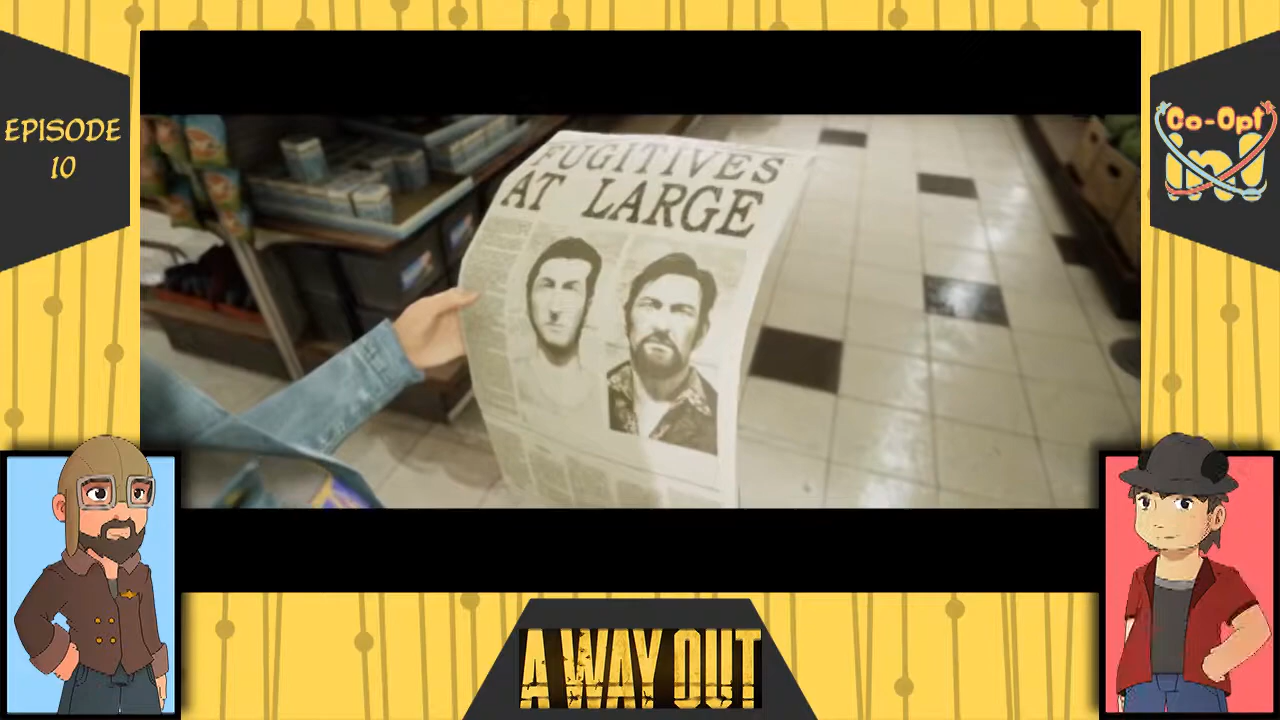 EPISODE
10
Co-Opt
in!
FUGITIVES
AT LARGE
A WAY OUT